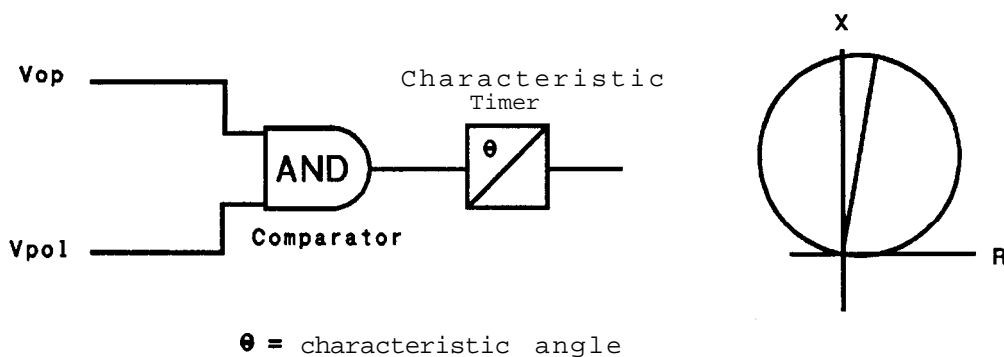 X
Vop
Characteristic
Timer
θ
AND
Vpol
Comparator
R
θ = characteristic angle